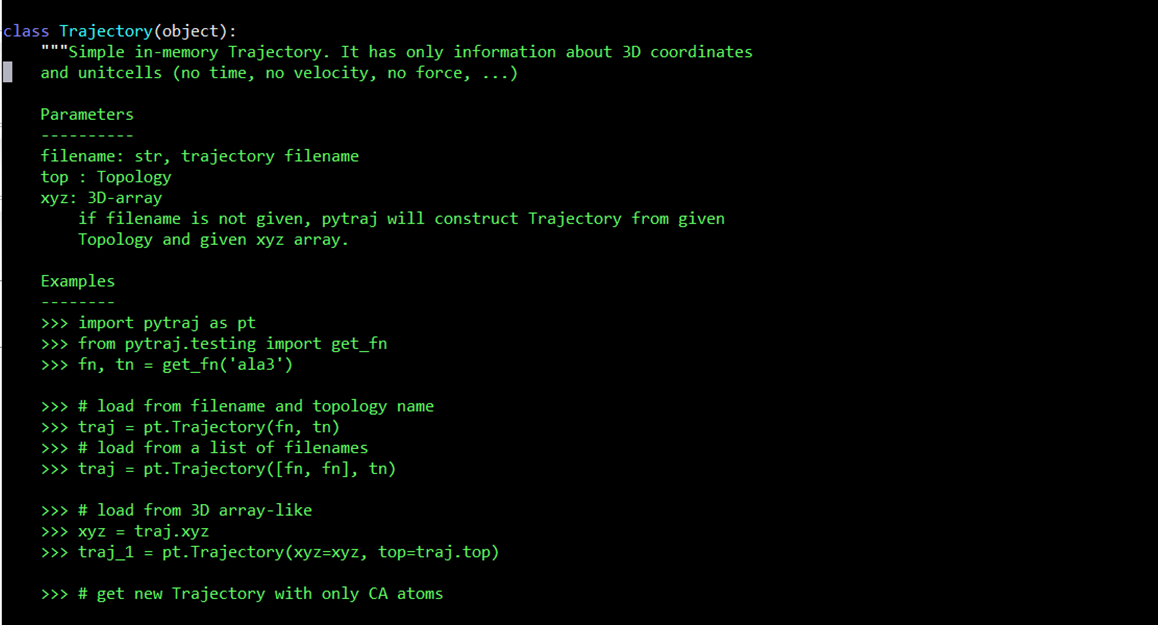 class Trajectory(object):
"""Simple in-memory Trajectory. It has only information about 3D coordinates
and unitcells (no time, no velocity, no force, ...)
Parameters
----------
filename: str, trajectory filename
top : Topology
xyz: 3D-array
if filename is not given, pytraj will construct Trajectory from given
Topology and given xyz array.
Examples
--------
>>> import pytraj as pt
>>> from pytraj.testing import get_fn
>>> fn, tn = get_fn('ala3')
>>> # load from filename and topology name
>>> traj = pt.Trajectory(fn, tn)
>>> # load from a list of filenames
>>> traj = pt.Trajectory([fn, fn], tn)
>>> # load from 3D array-like
>>> xyz = traj.xyz
>>> traj_1 = pt.Trajectory(xyz=xyz, top=traj.top)
>>> # get new Trajectory with only CA atoms